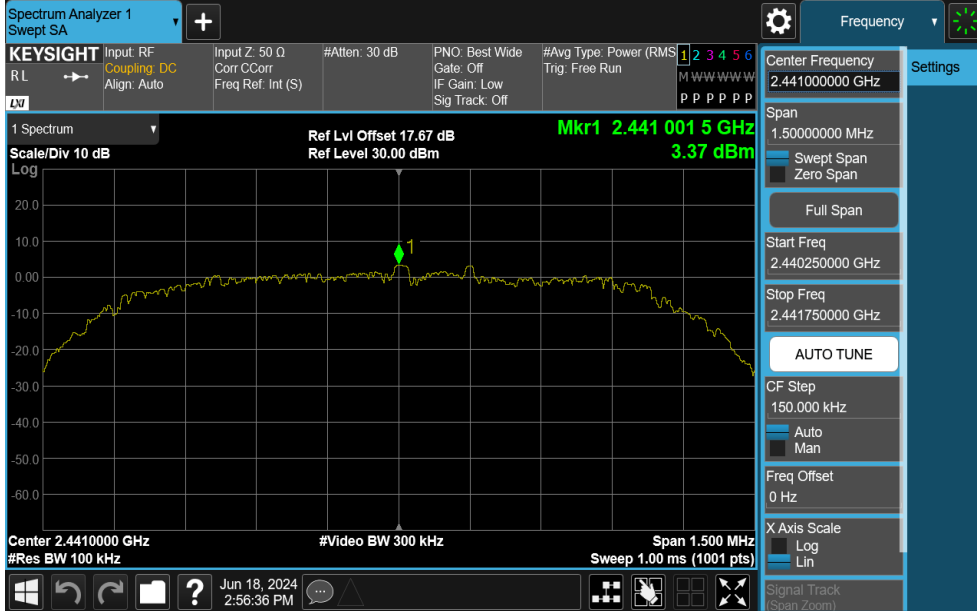 Spectrum Analyzer 1
Swept SA
Frequency
KEYSIGHT
R L
LXI
Input: RF
Coupling: DC
Align: Auto
Input Z: 50 Ω
Corr CCorr
Freq Ref: Int (S)
#Atten: 30 dB
PNO: Best Wide
Gate: Off
IF Gain: Low
Sig Track: Off
#Avg Type: Power (RMS
Trig: Free Run
1 2 3 4 5 6
M W W W W W
P P P P P P
Center Frequency
2.441000000 GHz
Settings
Span
1.50000000 MHz
Swept Span
Zero Span
Full Span
Start Freq
2.440250000 GHz
Stop Freq
2.441750000 GHz
AUTO TUNE
CF Step
150.000 kHz
Auto
Man
Freq Offset
0 Hz
X Axis Scale
Log
Lin
Signal Track
(Span Zoom)
1 Spectrum
Scale/Div 10 dB
Log
Ref Lvl Offset 17.67 dB
Ref Level 30.00 dBm
Mkr1 2.441 001 5 GHz
3.37 dBm
20.0
10.0
0.00
-10.0
-20.0
-30.0
-40.0
-50.0
-60.0
1
Center 2.4410000 GHz
#Res BW 100 kHz
#Video BW 300 kHz
Span 1.500 MHz
Sweep 1.00 ms (1001 pts)
?
Jun 18, 2024
2:56:36 PM